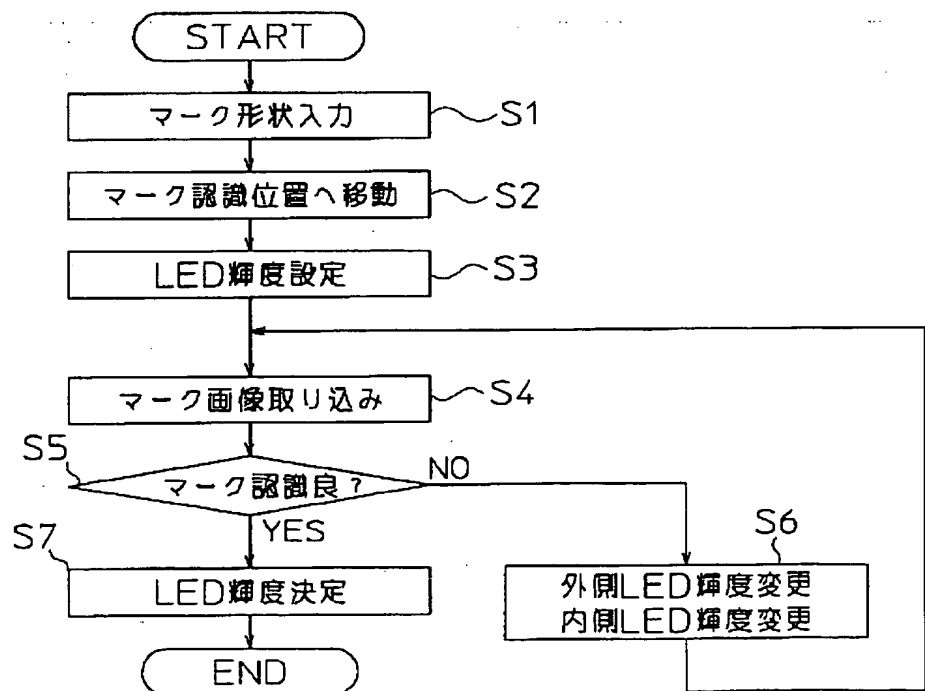 START
マーク形状入力
S1
マーク認識位置へ移動
S2
LED輝度設定
S3
マーク画像取り込み
S4
S5
マーク認識良?
NO
YES
S6
外側LED輝度変更
内側LED輝度変更
S7
LED輝度決定
END